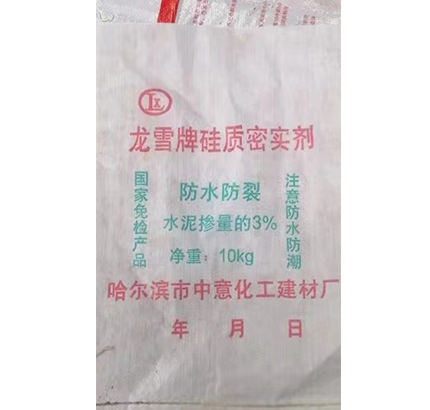 LX
龙雪牌硅质密实剂
国家免检产品
防水防裂
水泥掺量的3%
净重：10kg
注意防水防潮
哈尔滨市中意化工建材厂
年 月 日